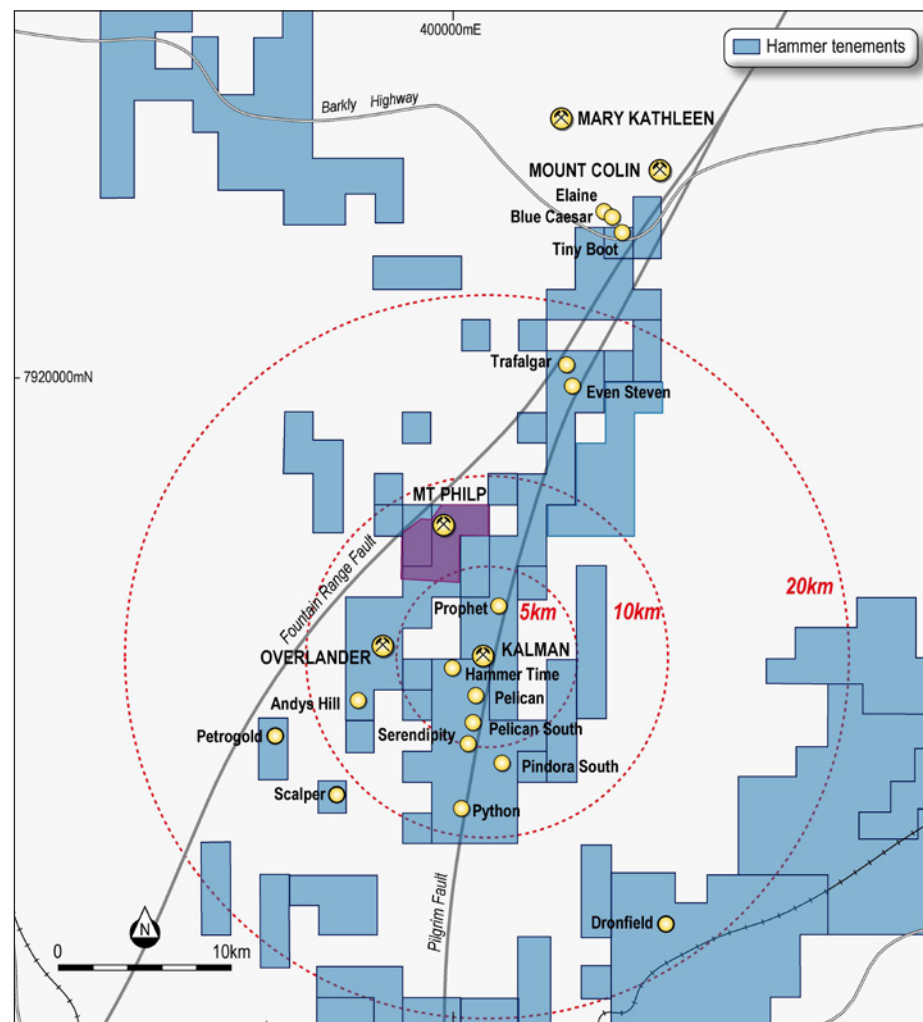 400000mE
Hammer tenements
Barkly Highway
MARY KATHLEEN
MOUNT COLIN
Elaine
Blue Caesar
Tiny Boot
Trafalgar
7920000mN
Even Steven
MT PHILP
Fountain Range Fault
Prophet
5km
10km
20km
OVERLANDER
KALMAN
Hammer Time
Pelican
Andys Hill
Pelican South
Petrogold
Serendipity
Pindora South
Scalper
Python
Pilgrim Fault
Dronfield
N
0
10km